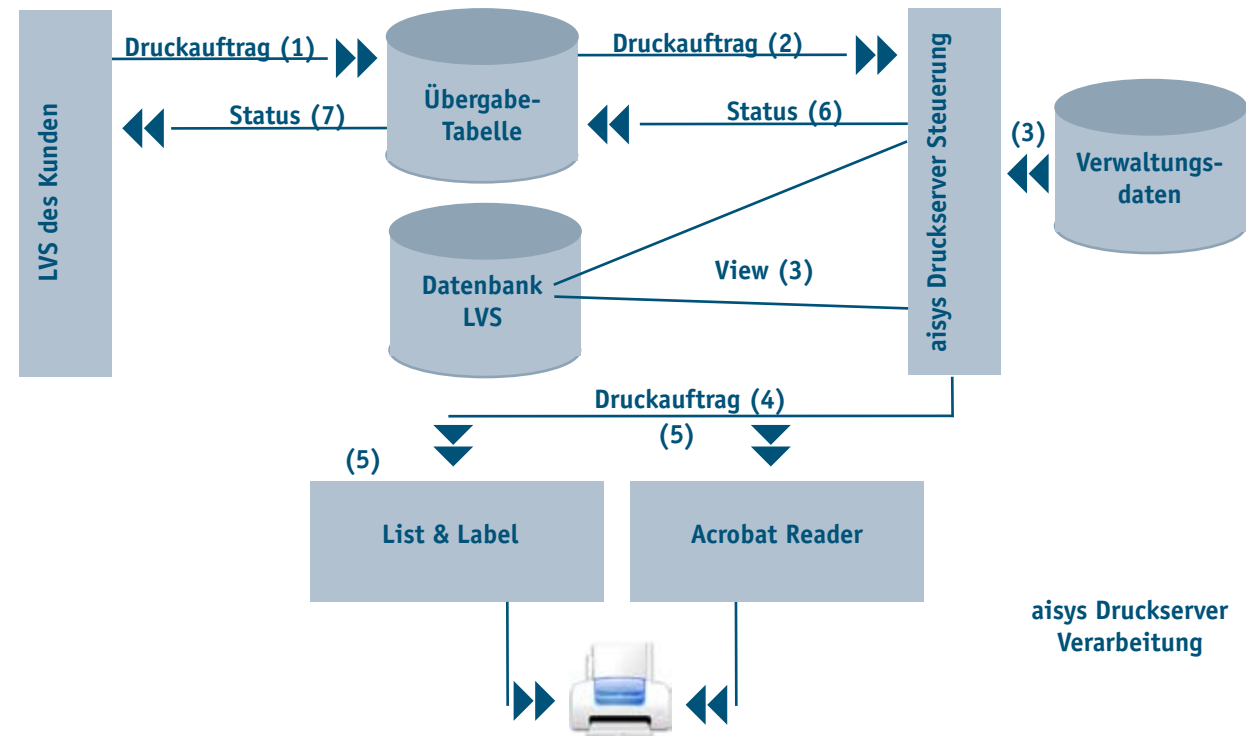 Druckauftrag (1)
Druckauftrag (2)
Status (7)
Status (6)
LVS des Kunden
Übergabe-
Tabelle
aisys Druckserver Steuerung
(3)
Verwaltungs-
daten
Datenbank
LVS
View (3)
Druckauftrag (4)
(5)
(5)
List & Label
Acrobat Reader
aisys Druckserver
Verarbeitung